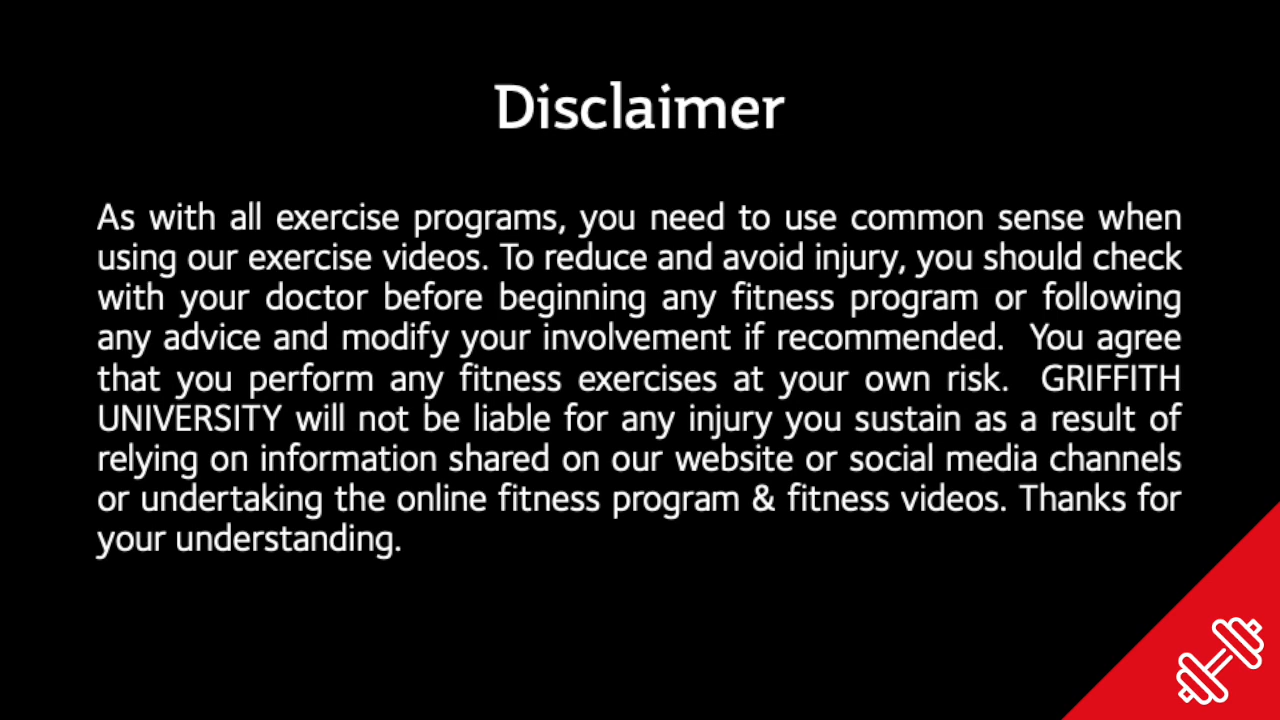 Disclaimer
As with all exercise programs, you need to use common sense when
using our exercise videos. To reduce and avoid injury, you should check
with your doctor before beginning any fitness program or following
any advice and modify your involvement if recommended.  You agree
that you perform any fitness exercises at your own risk.  GRIFFITH
UNIVERSITY will not be liable for any injury you sustain as a result of
relying on information shared on our website or social media channels
or undertaking the online fitness program & fitness videos. Thanks for
your understanding.